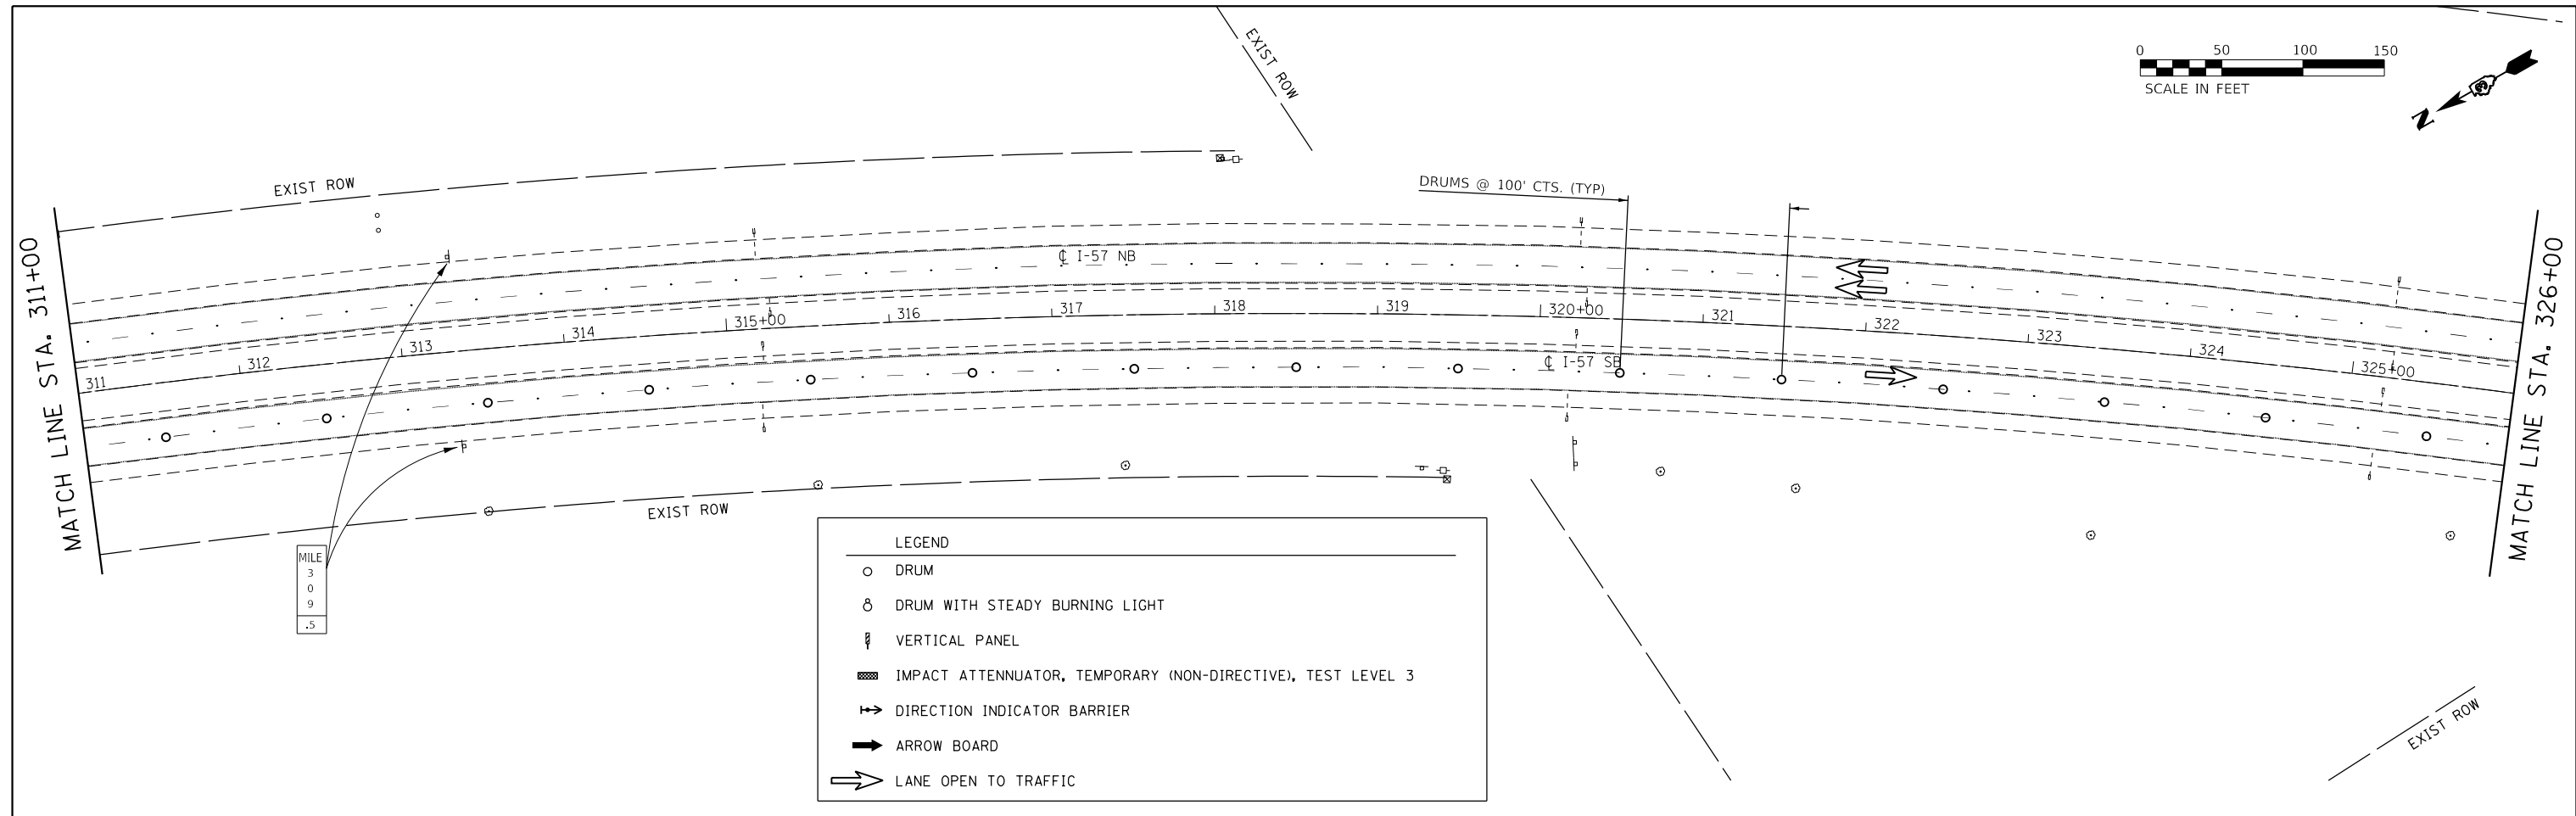 EXIST ROW
0 50 100 150
SCALE IN FEET
N
EXIST ROW
DRUMS @ 100' CTS. (TYP)
MATCH LINE STA. 311+00
℄ I-57 NB
311 312 313 314 315+00 316 317 318 319 320+00 321 322 323 324 325+00
℄ I-57 SB
MATCH LINE STA. 326+00
EXIST ROW
MILE
3
0
9
.5
LEGEND
DRUM
DRUM WITH STEADY BURNING LIGHT
VERTICAL PANEL
IMPACT ATTENNUATOR, TEMPORARY (NON-DIRECTIVE), TEST LEVEL 3
DIRECTION INDICATOR BARRIER
ARROW BOARD
LANE OPEN TO TRAFFIC
EXIST ROW